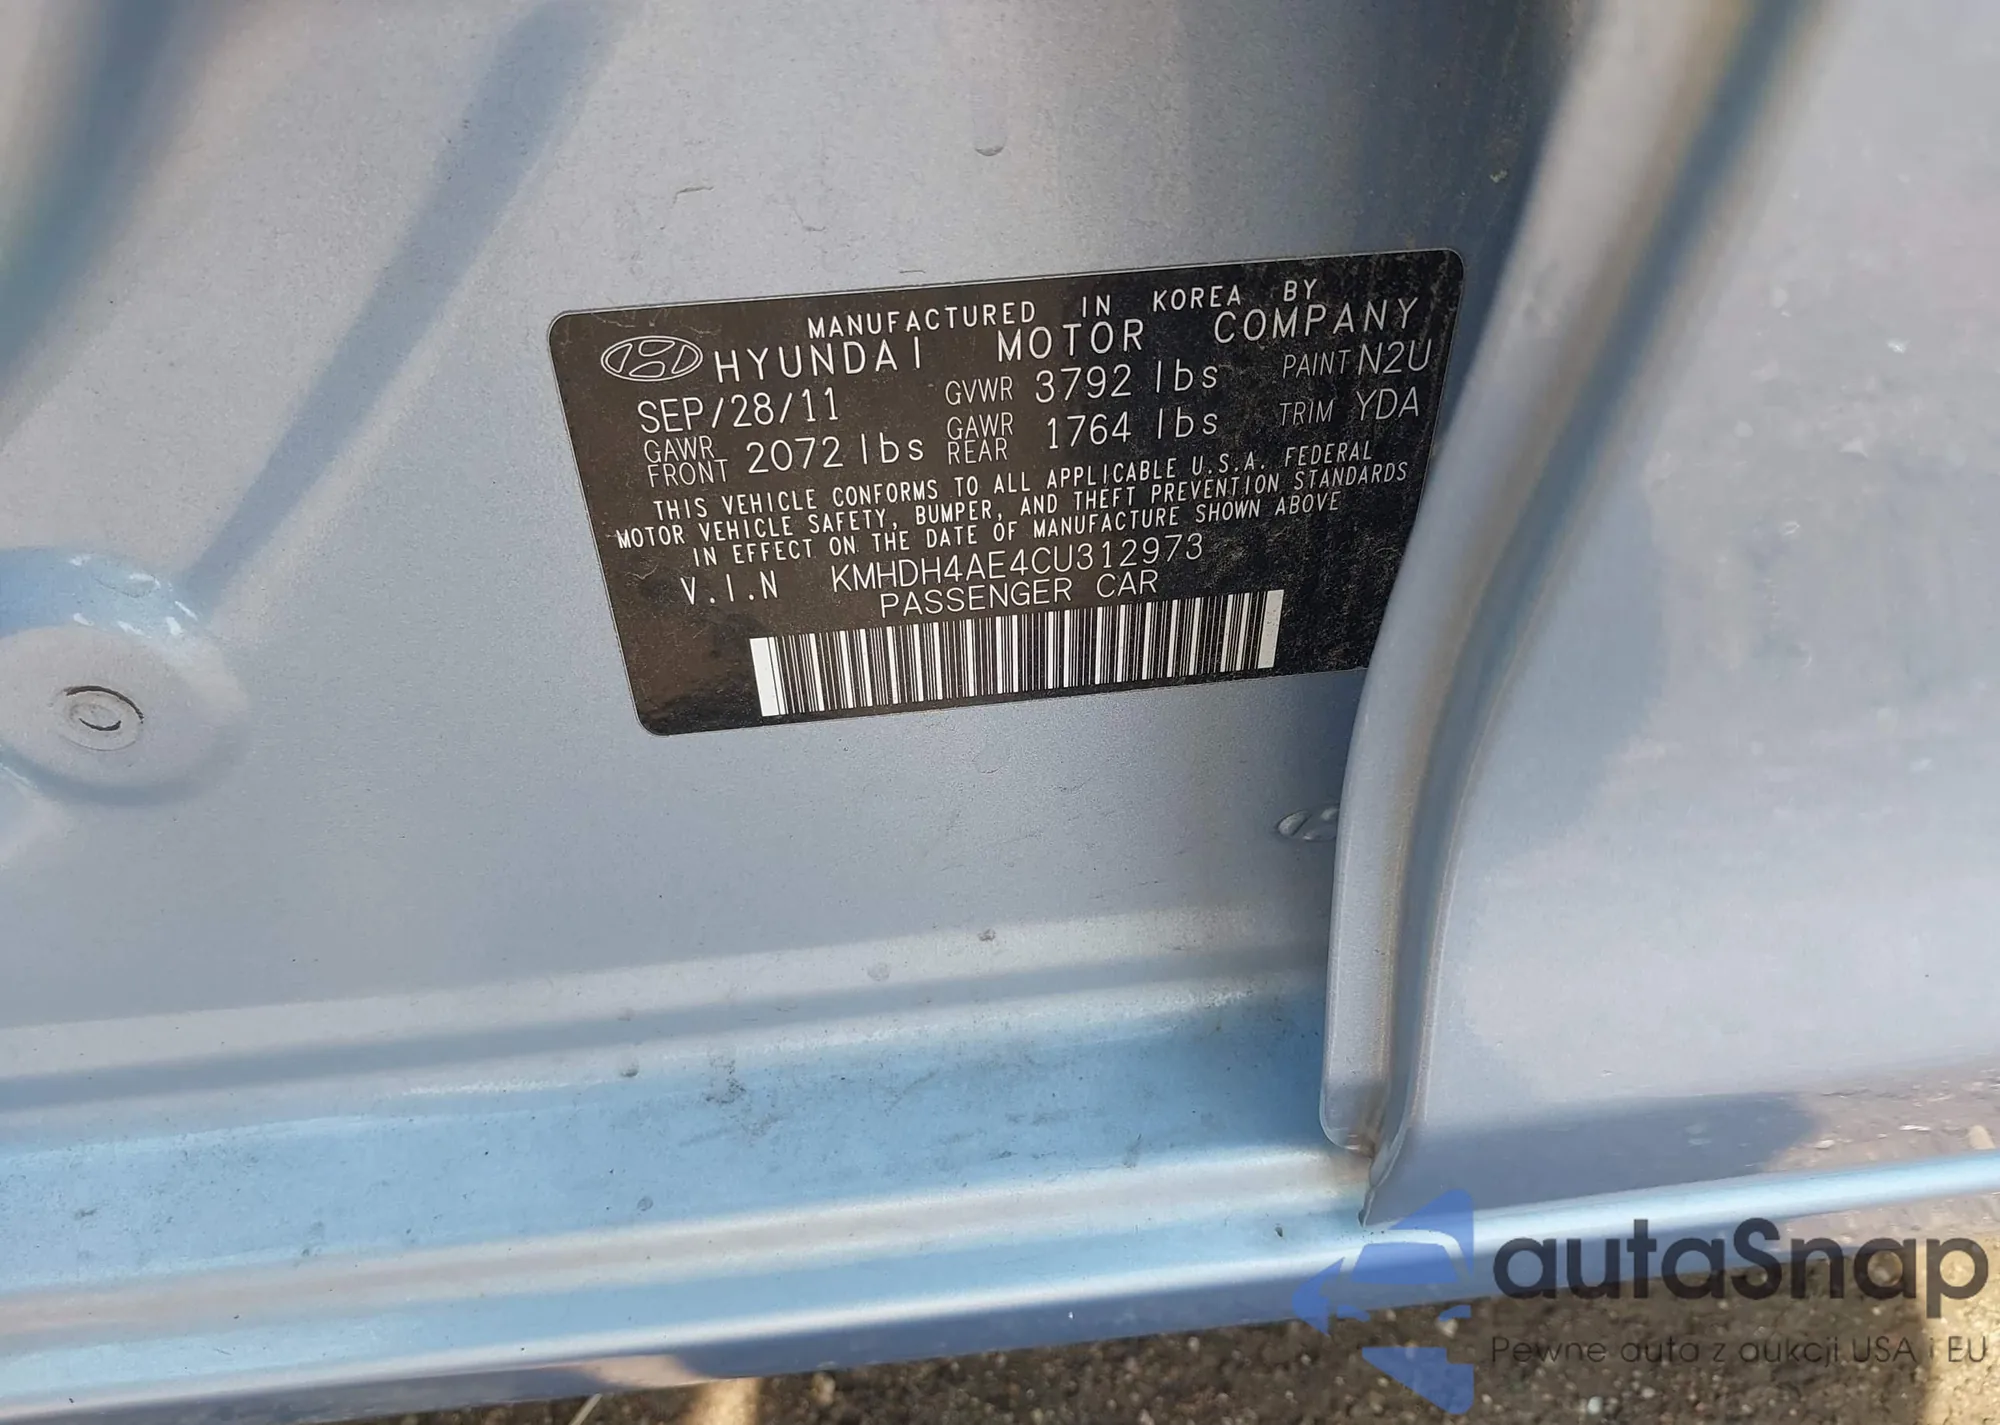 MANUFACTURED IN KOREA BY
HYUNDAI MOTOR COMPANY
SEP/28/11 GVWR 3792 lbs PAINT N2U
GAWR FRONT 2072 lbs GAWR REAR 1764 lbs TRIM YDA
THIS VEHICLE CONFORMS TO ALL APPLICABLE U.S.A. FEDERAL
MOTOR VEHICLE SAFETY, BUMPER, AND THEFT PREVENTION STANDARDS
IN EFFECT ON THE DATE OF MANUFACTURE SHOWN ABOVE
V.I.N KMHDH4AE4CU312973
PASSENGER CAR
autaSnap
Pewne auta z aukcji USA i EU